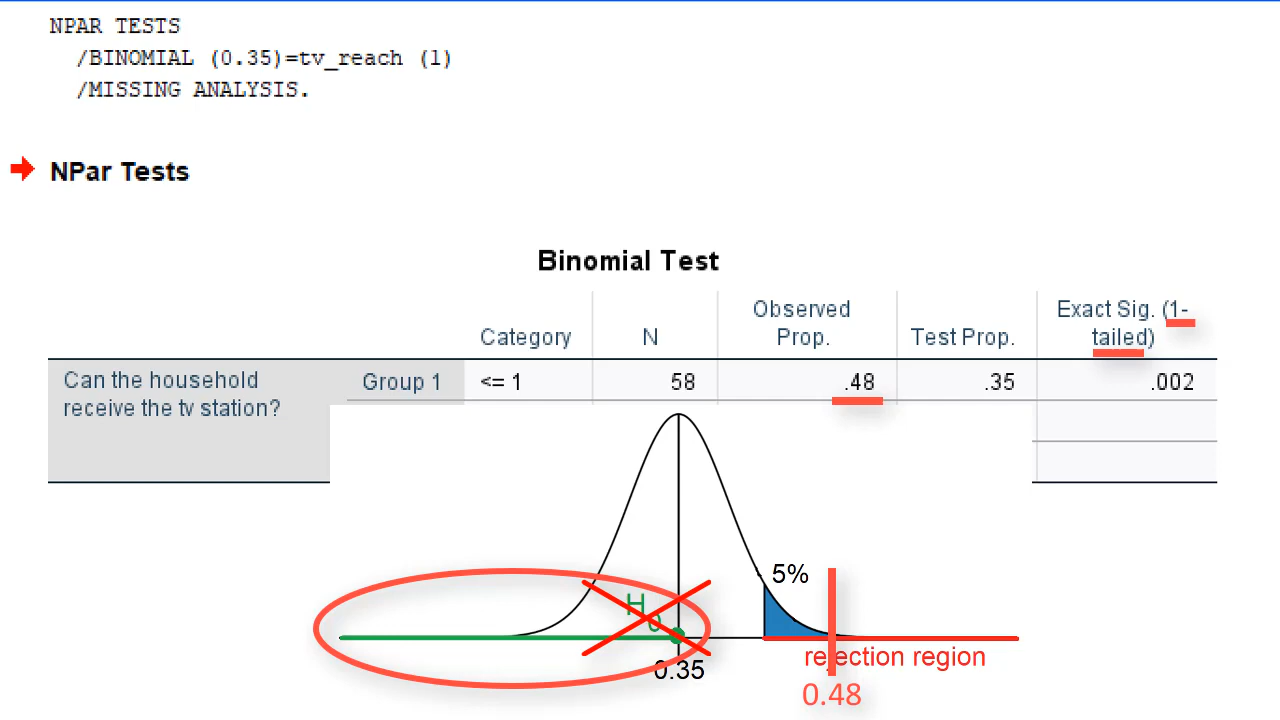 NPAR TESTS
/BINOMIAL (0.35)=tv_reach (1)
/MISSING ANALYSIS.
NPar Tests
Binomial Test
Category N Observed Prop. Test Prop. Exact Sig. (1-tailed)
Can the household receive the tv station? Group 1 <= 1 58 .48 .35 .002
5%
H0
0.35
rejection region
0.48